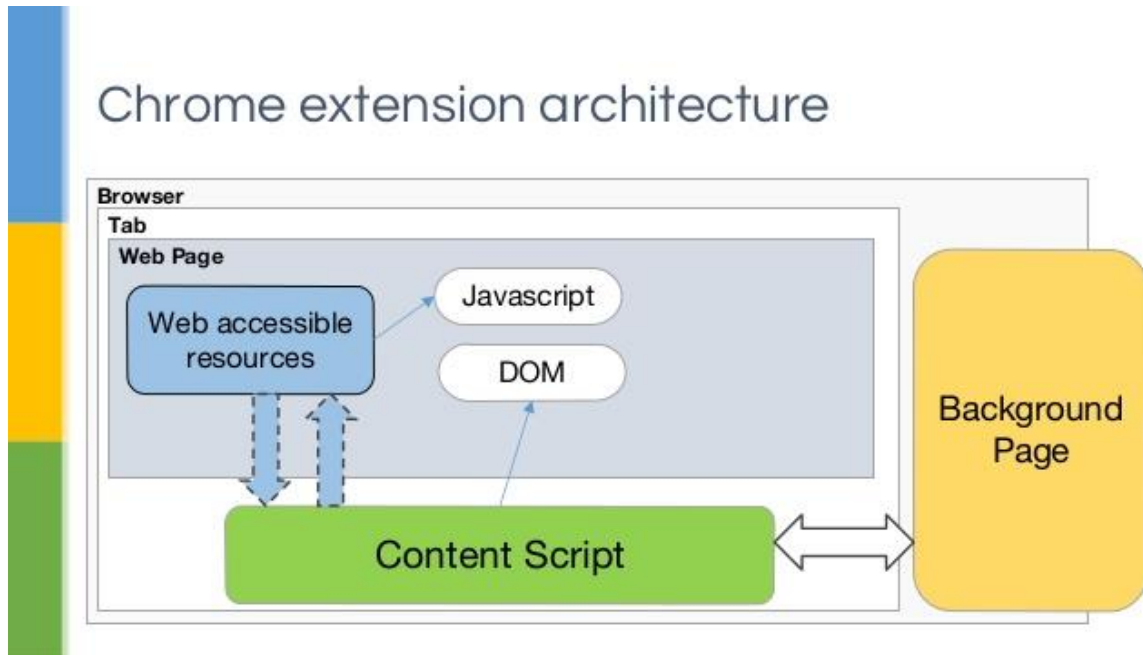 Chrome extension architecture
Browser
Tab
Web Page
Web accessible
resources
Javascript
DOM
Background
Page
Content Script